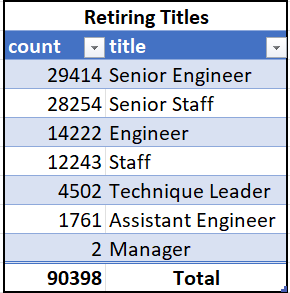 Retiring Titles
count title
29414 Senior Engineer
28254 Senior Staff
14222 Engineer
12243 Staff
4502 Technique Leader
1761 Assistant Engineer
2 Manager
90398 Total